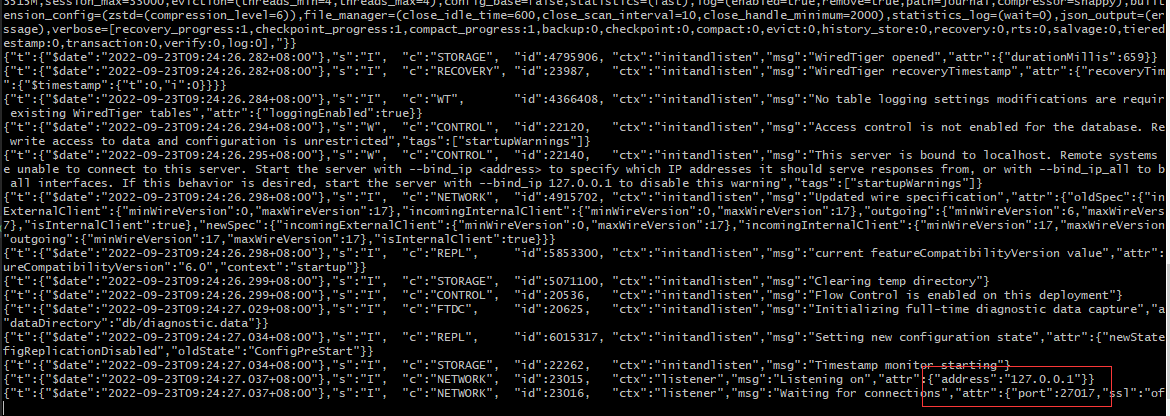 3515M,session_max=33000,eviction=(threads_min=4,threads_max=4),config_base=false,statistics=(fast),log=(enabled=true,remove=true,path=journal,compressor=snappy),buil
ension_config=(zstd=(compression_level=6)),file_manager=(close_idle_time=600,close_scan_interval=10,close_handle_minimum=2000),statistics_log=(wait=0),json_output=(er
ssage),verbose=[recovery_progress:1,checkpoint_progress:1,compact_progress:1,backup:0,checkpoint:0,compact:0,evict:0,history_store:0,recovery:0,rts:0,salvage:0,tiered
estamp:0,transaction:0,verify:0,log:0],"}}
{"t":{"$date":"2022-09-23T09:24:26.282+08:00"},"s":"I",  "c":"STORAGE",  "id":4795906, "ctx":"initandlisten","msg":"WiredTiger opened","attr":{"durationMillis":659}}
{"t":{"$date":"2022-09-23T09:24:26.282+08:00"},"s":"I",  "c":"RECOVERY", "id":23987,   "ctx":"initandlisten","msg":"WiredTiger recoveryTimestamp","attr":{"recoveryTim
":{"$timestamp":{"t":0,"i":0}}}}
{"t":{"$date":"2022-09-23T09:24:26.284+08:00"},"s":"I",  "c":"WT",       "id":4366408, "ctx":"initandlisten","msg":"No table logging settings modifications are requir
existing WiredTiger tables","attr":{"loggingEnabled":true}}
{"t":{"$date":"2022-09-23T09:24:26.294+08:00"},"s":"W",  "c":"CONTROL",  "id":22120,   "ctx":"initandlisten","msg":"Access control is not enabled for the database. Re
write access to data and configuration is unrestricted","tags":["startupWarnings"]}
{"t":{"$date":"2022-09-23T09:24:26.295+08:00"},"s":"W",  "c":"CONTROL",  "id":22140,   "ctx":"initandlisten","msg":"This server is bound to localhost. Remote systems
e unable to connect to this server. Start the server with --bind_ip <address> to specify which IP addresses it should serve responses from, or with --bind_ip_all to b
all interfaces. If this behavior is desired, start the server with --bind_ip 127.0.0.1 to disable this warning","tags":["startupWarnings"]}
{"t":{"$date":"2022-09-23T09:24:26.298+08:00"},"s":"I",  "c":"NETWORK",  "id":4915702, "ctx":"initandlisten","msg":"Updated wire specification","attr":{"oldSpec":{"in
ExternalClient":{"minWireVersion":0,"maxWireVersion":17},"incomingInternalClient":{"minWireVersion":0,"maxWireVersion":17},"outgoing":{"minWireVersion":6,"maxWireVers
7},"isInternalClient":true},"newSpec":{"incomingExternalClient":{"minWireVersion":0,"maxWireVersion":17},"incomingInternalClient":{"minWireVersion":17,"maxWireVersion
"outgoing":{"minWireVersion":17,"maxWireVersion":17},"isInternalClient":true}}}
{"t":{"$date":"2022-09-23T09:24:26.298+08:00"},"s":"I",  "c":"REPL",     "id":5853300, "ctx":"initandlisten","msg":"current featureCompatibilityVersion value","attr":
ureCompatibilityVersion":"6.0","context":"startup"}}
{"t":{"$date":"2022-09-23T09:24:26.299+08:00"},"s":"I",  "c":"STORAGE",  "id":5071100, "ctx":"initandlisten","msg":"Clearing temp directory"}
{"t":{"$date":"2022-09-23T09:24:26.299+08:00"},"s":"I",  "c":"CONTROL",  "id":20536,   "ctx":"initandlisten","msg":"Flow Control is enabled on this deployment"}
{"t":{"$date":"2022-09-23T09:24:27.029+08:00"},"s":"I",  "c":"FTDC",     "id":20625,   "ctx":"initandlisten","msg":"Initializing full-time diagnostic data capture","a
"dataDirectory":"db/diagnostic.data"}}
{"t":{"$date":"2022-09-23T09:24:27.034+08:00"},"s":"I",  "c":"REPL",     "id":6015317, "ctx":"initandlisten","msg":"Setting new configuration state","attr":{"newState
figReplicationDisabled","oldState":"ConfigPreStart"}}
{"t":{"$date":"2022-09-23T09:24:27.034+08:00"},"s":"I",  "c":"STORAGE",  "id":22262,   "ctx":"initandlisten","msg":"Timestamp monitor starting"}
{"t":{"$date":"2022-09-23T09:24:27.037+08:00"},"s":"I",  "c":"NETWORK",  "id":23015,   "ctx":"listener","msg":"Listening on","attr":{"address":"127.0.0.1"}}
{"t":{"$date":"2022-09-23T09:24:27.037+08:00"},"s":"I",  "c":"NETWORK",  "id":23016,   "ctx":"listener","msg":"Waiting for connections","attr":{"port":27017,"ssl":"of